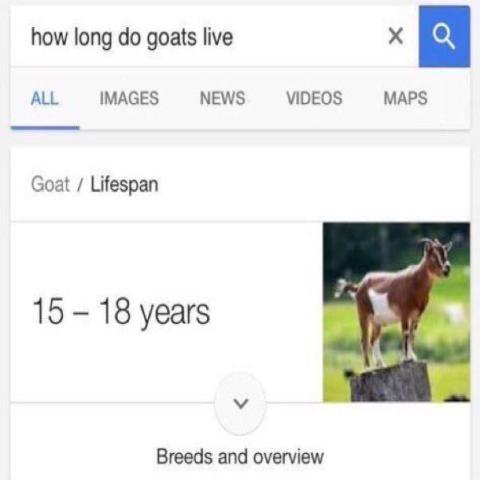 how long do goats live
ALL IMAGES NEWS VIDEOS MAPS
Goat / Lifespan
15 – 18 years
Breeds and overview